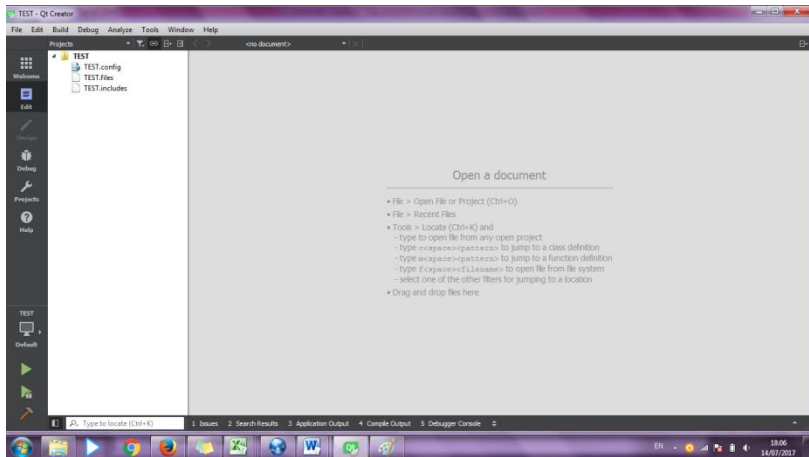 TEST - Qt Creator
File Edit Build Debug Analyze Tools Window Help
Projects
<no document>
TEST
TEST.config
TEST.files
TEST.includes
Welcome
Edit
Design
Debug
Projects
Help
Open a document
• File > Open File or Project (Ctrl+O)
• File > Recent Files
• Tools > Locate (Ctrl+K) and
- type to open file from any open project
- type c<space><pattern> to jump to a class definition
- type m<space><pattern> to jump to a function definition
- type f<space><filename> to open file from file system
- select one of the other filters for jumping to a location
• Drag and drop files here
TEST
Default
Type to locate (Ctrl+K)
1 Issues 2 Search Results 3 Application Output 4 Compile Output 5 Debugger Console
EN
18:06
14/07/2017